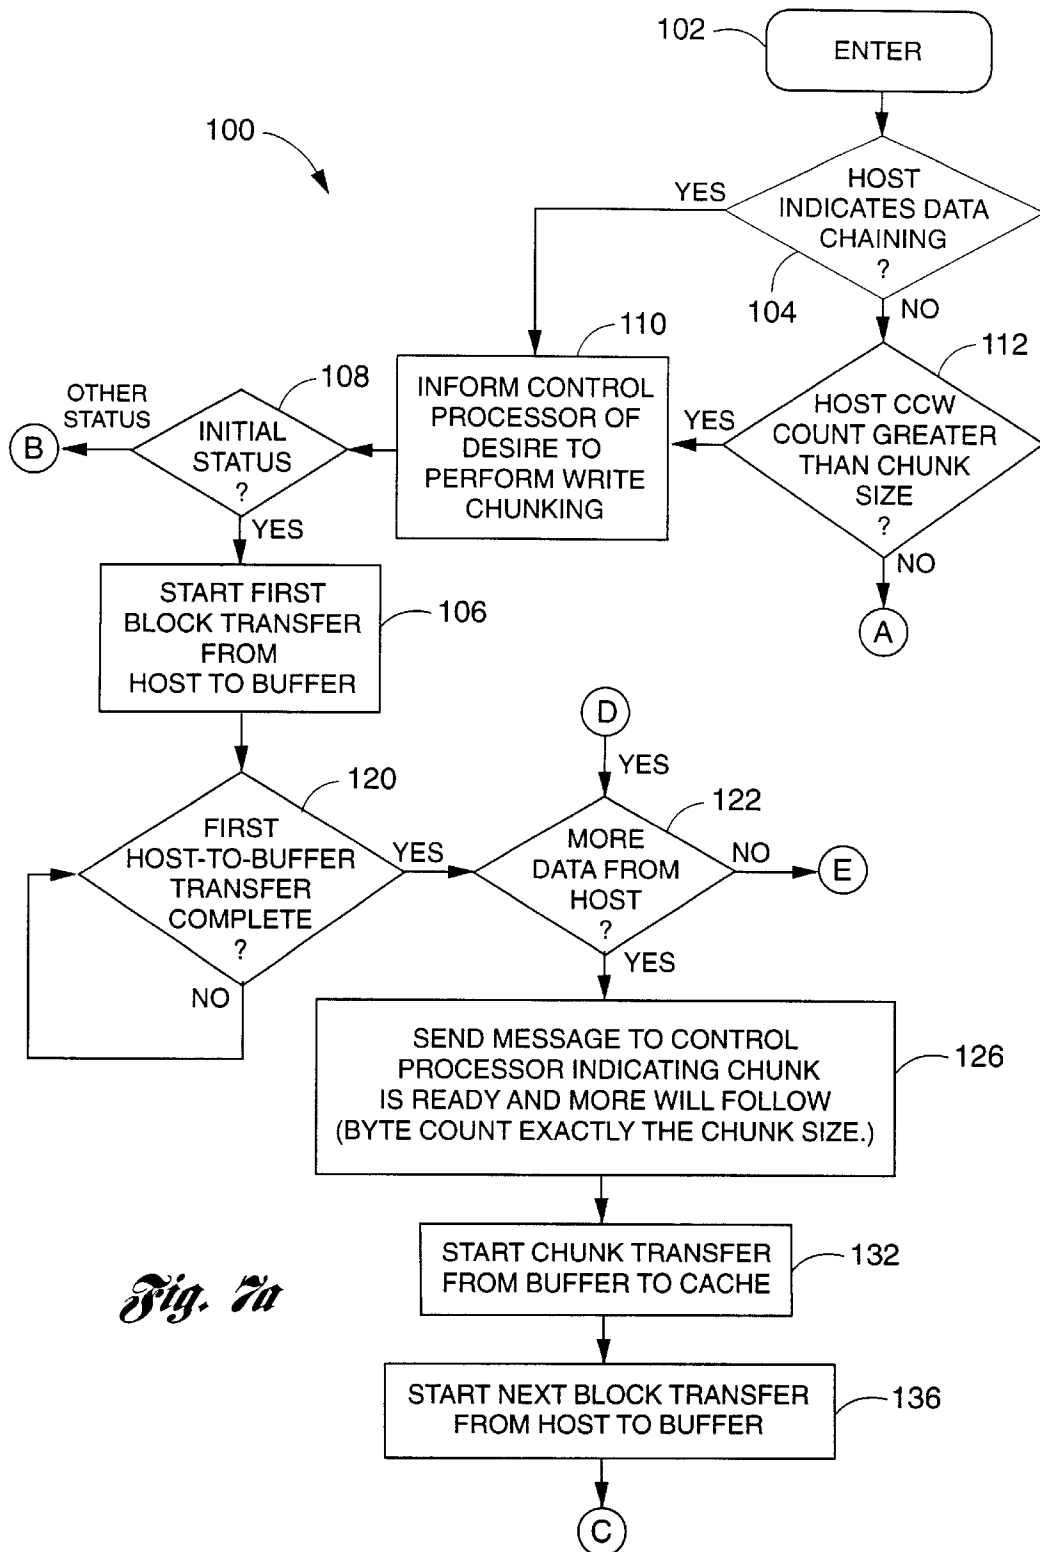 102
ENTER
100
YES
HOST
INDICATES DATA
CHAINING
?
104
NO
110
112
108
OTHER
STATUS
B
INITIAL
STATUS
?
INFORM CONTROL
PROCESSOR OF
DESIRE TO
PERFORM WRITE
CHUNKING
YES
HOST CCW
COUNT GREATER
THAN CHUNK
SIZE
?
YES
NO
START FIRST
BLOCK TRANSFER
FROM
HOST TO BUFFER
106
A
D
YES
120
122
FIRST
HOST-TO-BUFFER
TRANSFER
COMPLETE
?
YES
MORE
DATA FROM
HOST
?
NO
E
NO
YES
SEND MESSAGE TO CONTROL
PROCESSOR INDICATING CHUNK
IS READY AND MORE WILL FOLLOW
(BYTE COUNT EXACTLY THE CHUNK SIZE.)
126
START CHUNK TRANSFER
FROM BUFFER TO CACHE
132
Fig. 7a
START NEXT BLOCK TRANSFER
FROM HOST TO BUFFER
136
C